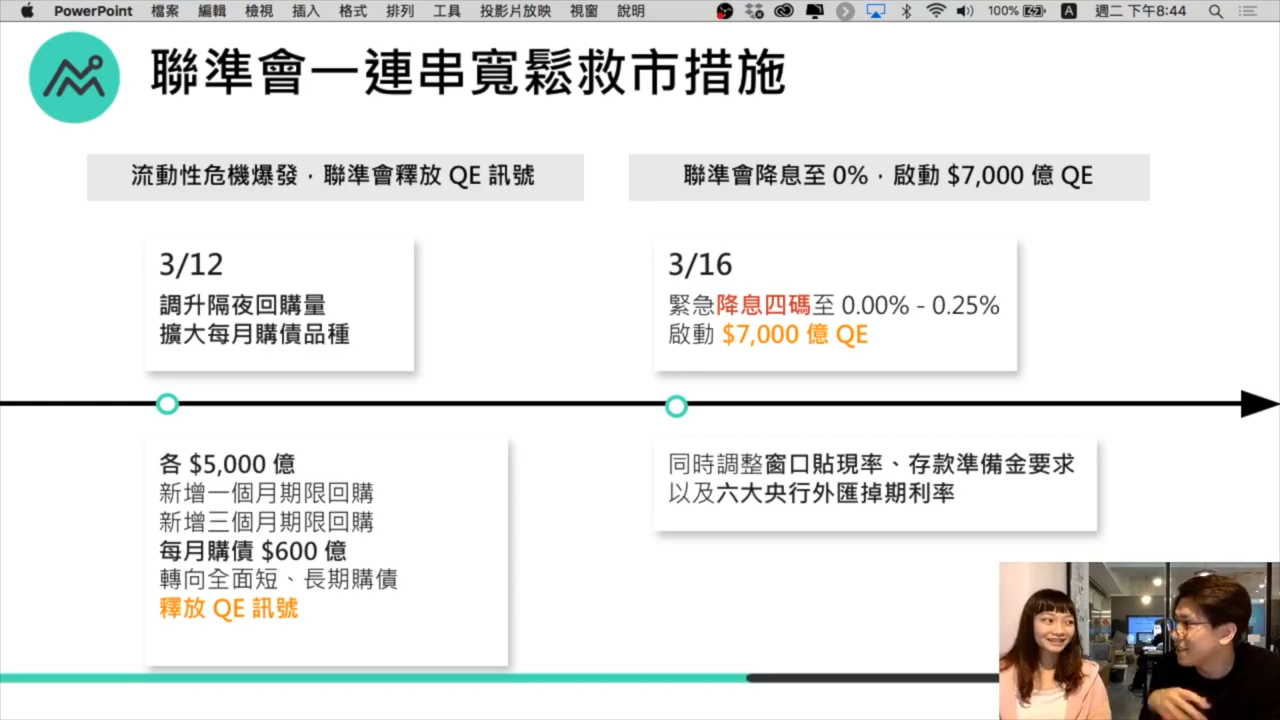 PowerPoint 檔案 編輯 檢視 插入 格式 排列 工具 投影片放映 視窗 說明 100% A 週二 下午8:44
聯準會一連串寬鬆救市措施
流動性危機爆發，聯準會釋放 QE 訊號
聯準會降息至 0%，啟動 $7,000 億 QE
3/12
調升隔夜回購量
擴大每月購債品種
3/16
緊急降息四碼至 0.00% - 0.25%
啟動 $7,000 億 QE
各 $5,000 億
新增一個月期限回購
新增三個月期限回購
每月購債 $600 億
轉向全面短、長期購債
釋放 QE 訊號
同時調整窗口貼現率、存款準備金要求
以及六大央行外匯掉期利率